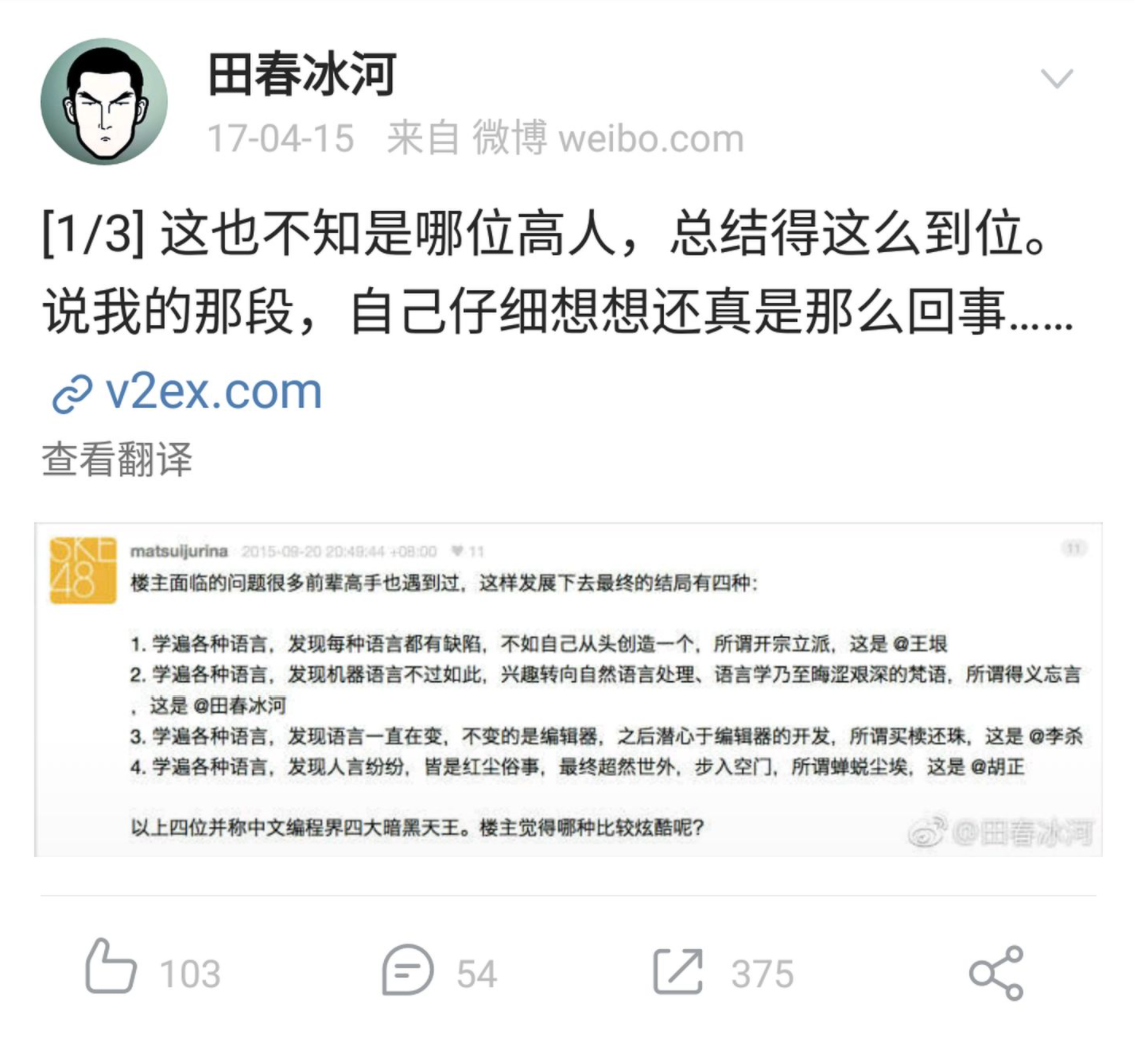 田春冰河
17-04-15 来自 微博 weibo.com
[1/3] 这也不知是哪位高人，总结得这么到位。
说我的那段，自己仔细想想还真是那么回事……
v2ex.com
查看翻译
SKE
48
matsuijurina 2015-09-20 20:49:44 +08:00 ♥ 11
11
楼主面临的问题很多前辈高手也遇到过，这样发展下去最终的结局有四种：
1. 学遍各种语言，发现每种语言都有缺陷，不如自己从头创造一个，所谓开宗立派，这是 @王垠
2. 学遍各种语言，发现机器语言不过如此，兴趣转向自然语言处理、语言学乃至晦涩艰深的梵语，所谓得义忘言
，这是 @田春冰河
3. 学遍各种语言，发现语言一直在变，不变的是编辑器，之后潜心于编辑器的开发，所谓买椟还珠，这是 @李杀
4. 学遍各种语言，发现人言纷纷，皆是红尘俗事，最终超然世外，步入空门，所谓蝉蜕尘埃，这是 @胡正
以上四位并称中文编程界四大暗黑天王。楼主觉得哪种比较炫酷呢？
@田春冰河
103 54 375